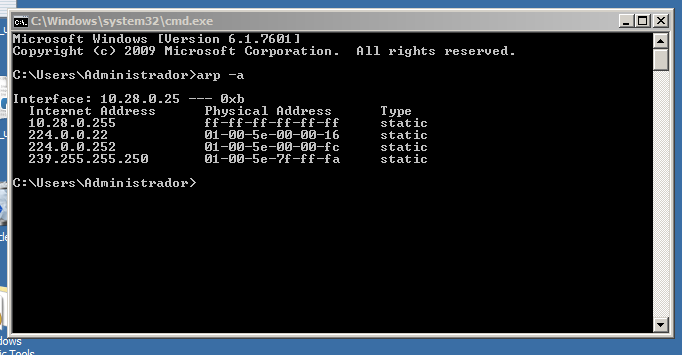 C:\Windows\system32\cmd.exe
Microsoft Windows [Version 6.1.7601]
Copyright (c) 2009 Microsoft Corporation.  All rights reserved.
C:\Users\Administrador>arp -a
Interface: 10.28.0.25 --- 0xb
Internet Address      Physical Address      Type
10.28.0.255           ff-ff-ff-ff-ff-ff     static
224.0.0.22            01-00-5e-00-00-16     static
224.0.0.252           01-00-5e-00-00-fc     static
239.255.255.250       01-00-5e-7f-ff-fa     static
C:\Users\Administrador>
dows
ic Tools